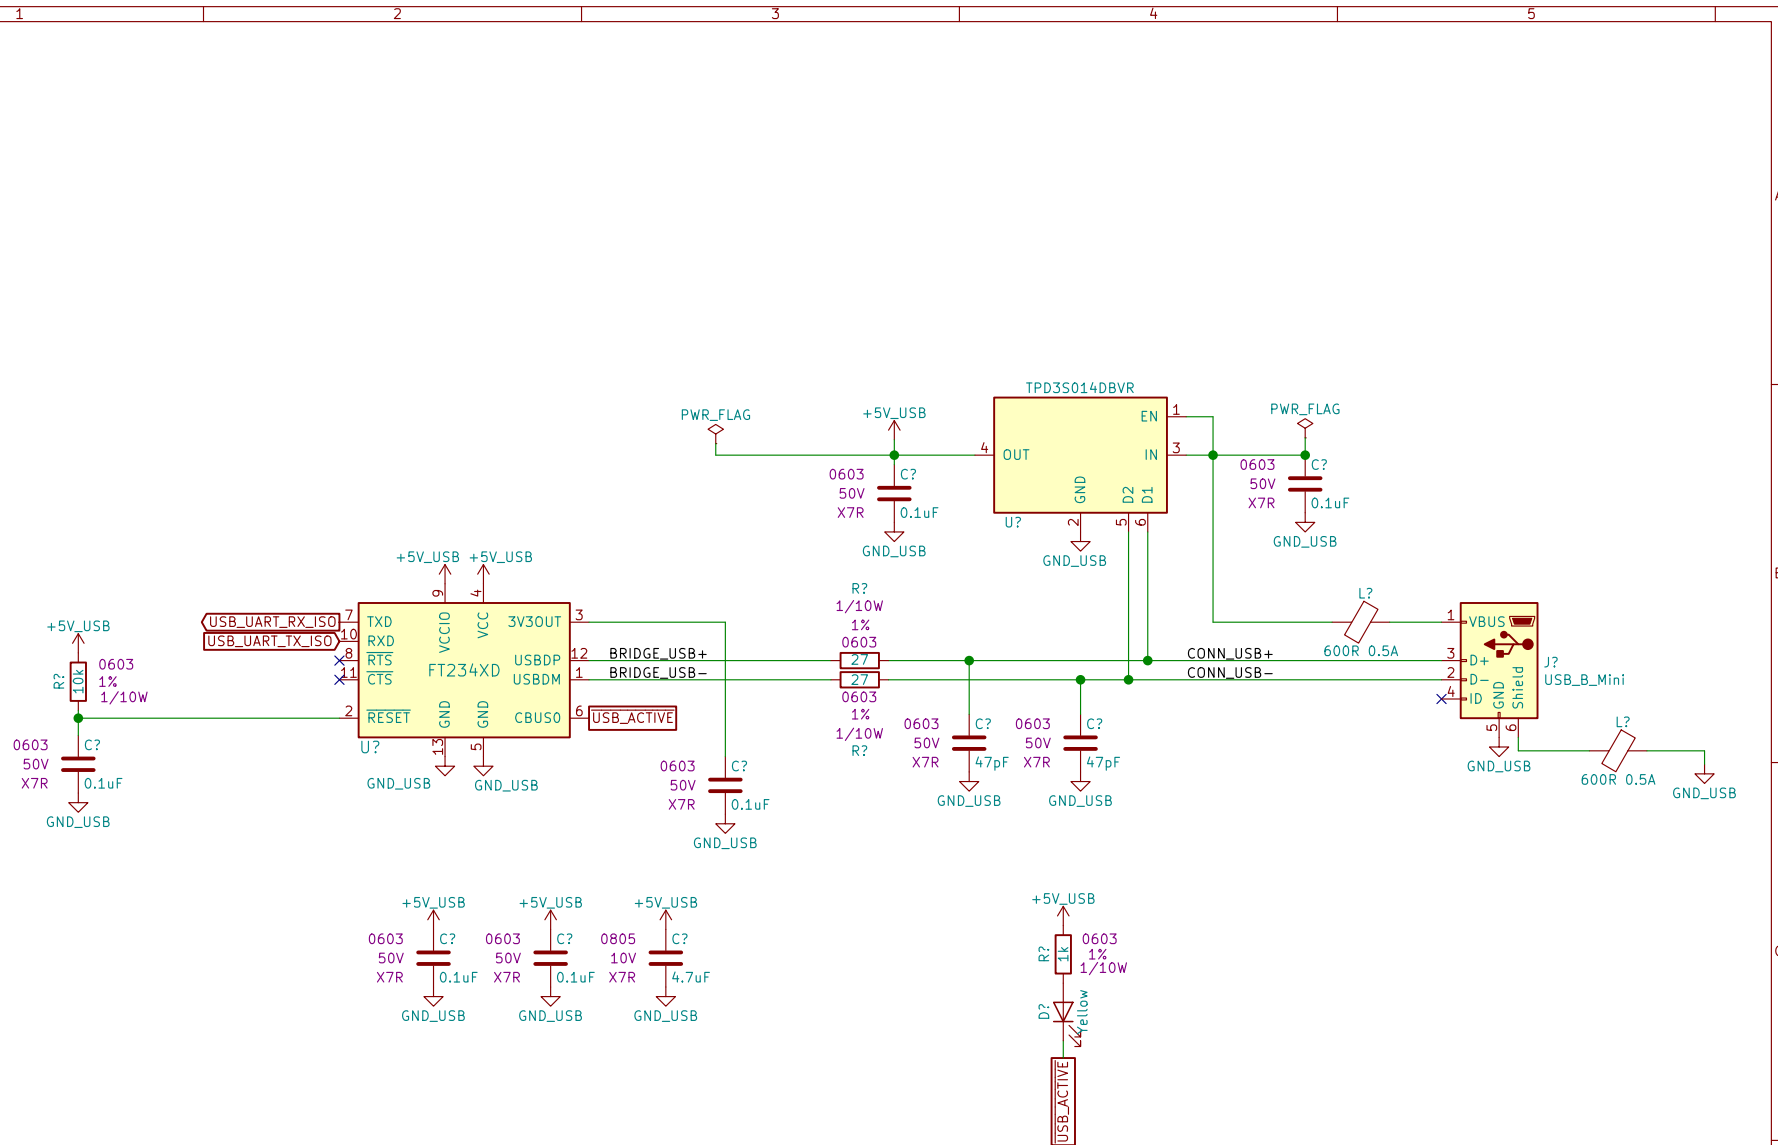 1
2
3
4
5
TPD3S014DBVR
PWR_FLAG
+5V_USB
PWR_FLAG
EN
1
4
OUT
IN
3
GND
D2
D1
0603
50V
X7R
C?
0.1uF
GND_USB
U?
2
5
6
GND_USB
0603
50V
X7R
C?
0.1uF
GND_USB
+5V_USB
+5V_USB
9
4
USB_UART_RX_ISO
7
TXD
USB_UART_TX_ISO
10
RXD
8
RTS
11
CTS
2
RESET
VCCIO
VCC
FT234XD
3V3OUT
3
USBDP
12
USBDM
1
CBUS0
6
USB_ACTIVE
GND
GND
13
5
U?
GND_USB
GND_USB
+5V_USB
R?
10k
0603
1%
1/10W
0603
50V
X7R
C?
0.1uF
GND_USB
BRIDGE_USB+
BRIDGE_USB-
R?
1/10W
1%
0603
27
27
0603
1%
1/10W
R?
CONN_USB+
CONN_USB-
0603
50V
X7R
C?
0.1uF
GND_USB
0603
50V
X7R
C?
47pF
GND_USB
0603
50V
X7R
C?
47pF
GND_USB
L?
600R 0.5A
1
VBUS
3
D+
2
D-
4
ID
GND
Shield
5
6
J?
USB_B_Mini
GND_USB
L?
600R 0.5A
GND_USB
+5V_USB
0603
50V
X7R
C?
0.1uF
GND_USB
+5V_USB
0603
50V
X7R
C?
0.1uF
GND_USB
+5V_USB
0805
10V
X7R
C?
4.7uF
GND_USB
+5V_USB
R?
1k
0603
1%
1/10W
D?
Yellow
USB_ACTIVE